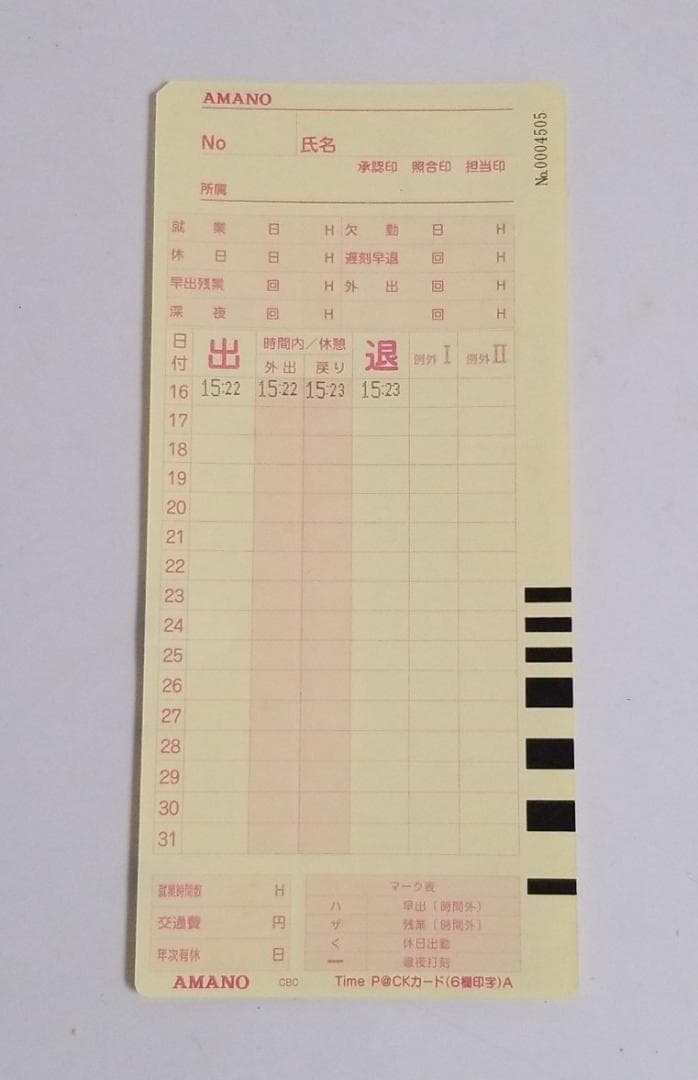 AMANO
No.0004505
No 氏名
承認印 照合印 担当印
所属
就業 日 H 欠勤 日 H
休日 日 H 遅刻早退 回 H
早出残業 回 H 外出 回 H
深夜 回 H 回 H
日付 出 時間内/休憩 退 例外I 例外II
外出 戻り
16 15:22 15:22 15:23 15:23
17
18
19
20
21
22
23
24
25
26
27
28
29
30
31
就業時間数 H
交通費 円
年次有休 日
マーク表
ハ 早出(時間外)
ザ 残業(時間外)
< 休日出勤
ー 徹夜打刻
AMANO CBC Time P@CKカード(6欄印字)A